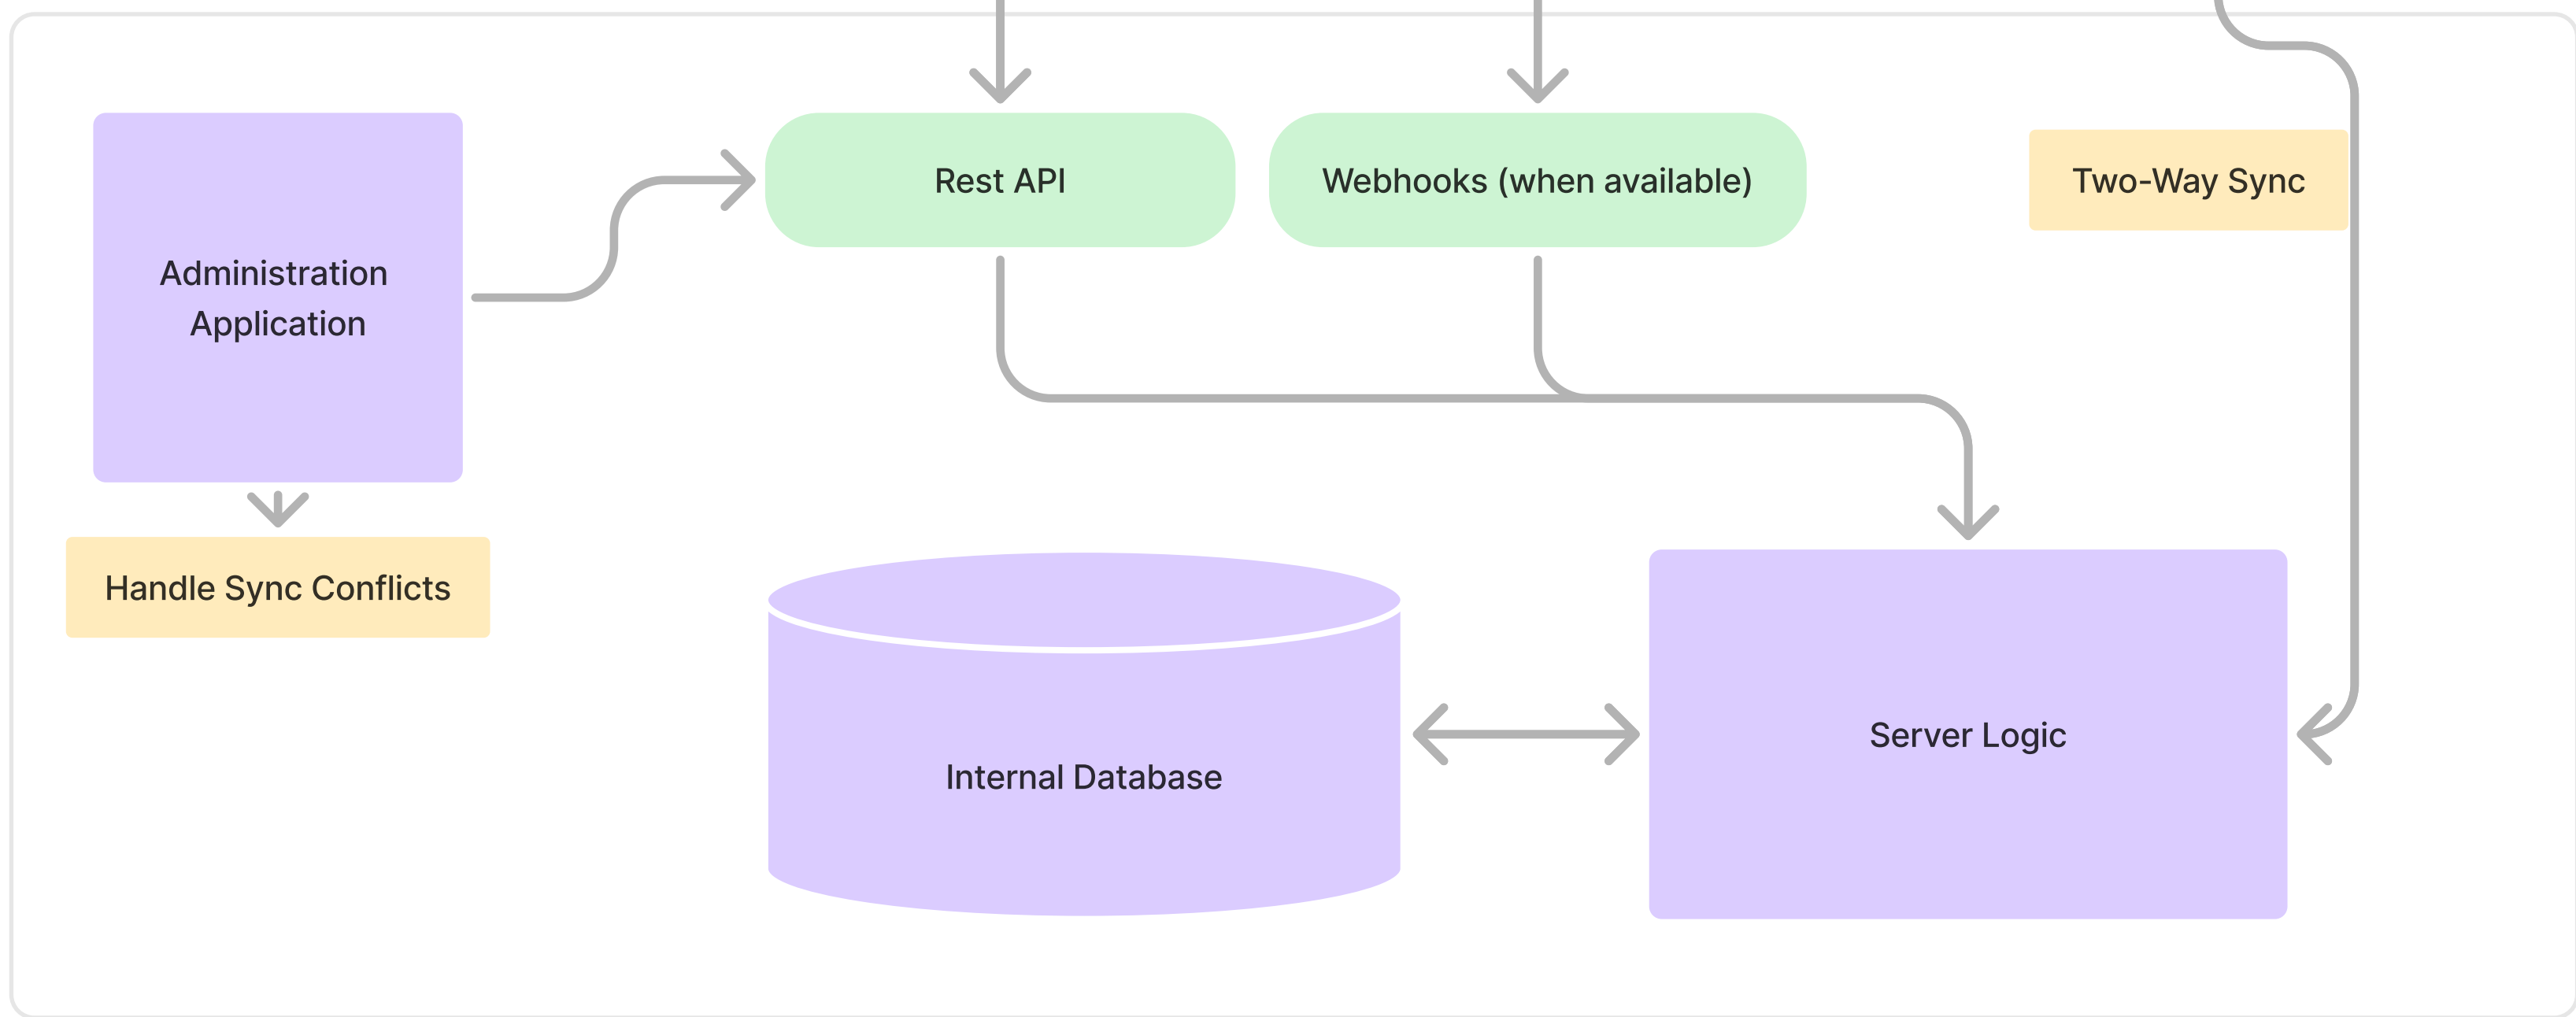 Administration
Application
Rest API
Webhooks (when available)
Two-Way Sync
Handle Sync Conflicts
Internal Database
Server Logic